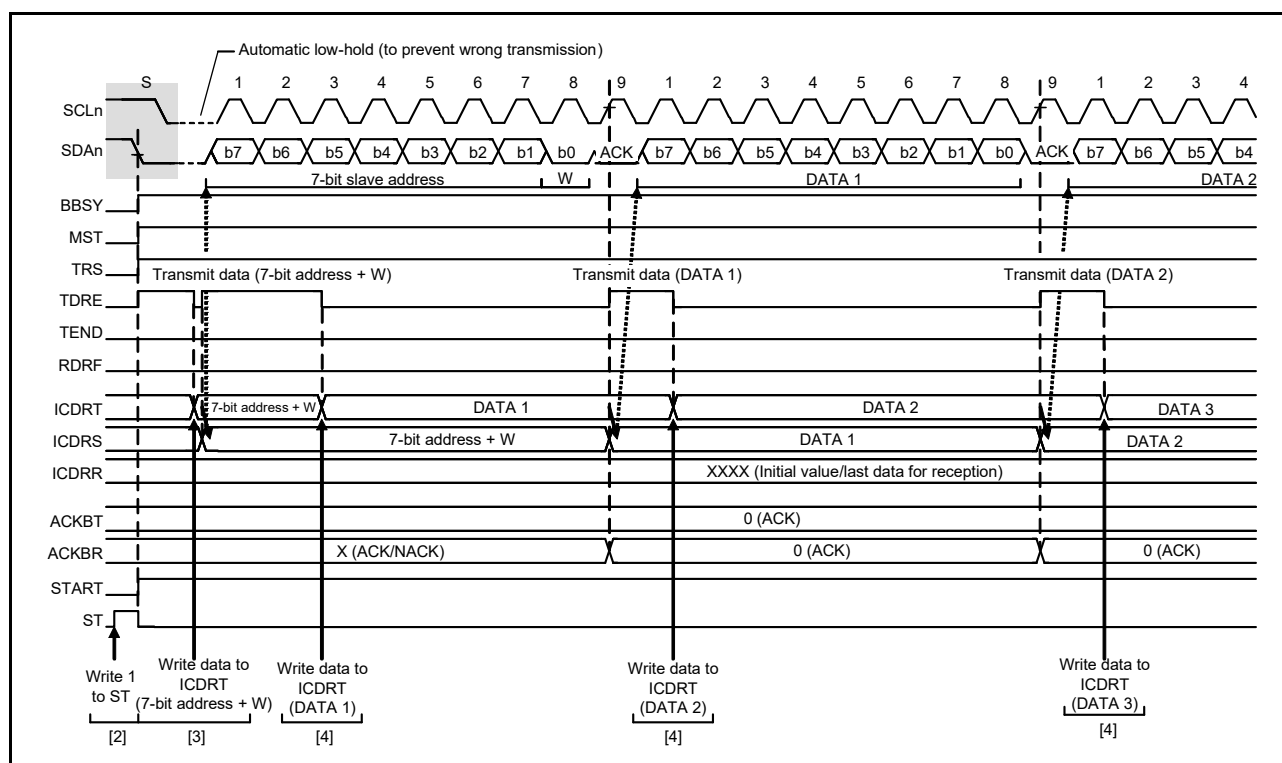 Automatic low-hold (to prevent wrong transmission)
S 1 2 3 4 5 6 7 8 9 1 2 3 4 5 6 7 8 9 1 2 3 4
SCLn
SDAn b7 b6 b5 b4 b3 b2 b1 b0 ACK b7 b6 b5 b4 b3 b2 b1 b0 ACK b7 b6 b5 b4
7-bit slave address W DATA 1 DATA 2
BBSY
MST
TRS
Transmit data (7-bit address + W) Transmit data (DATA 1) Transmit data (DATA 2)
TDRE
TEND
RDRF
ICDRT 7-bit address + W DATA 1 DATA 2 DATA 3
ICDRS 7-bit address + W DATA 1 DATA 2
ICDRR XXXX (Initial value/last data for reception)
ACKBT 0 (ACK)
ACKBR X (ACK/NACK) 0 (ACK) 0 (ACK)
START
ST
Write 1
to ST
Write data to
ICDRT
(7-bit address + W)
Write data to
ICDRT
(DATA 1)
Write data to
ICDRT
(DATA 2)
Write data to
ICDRT
(DATA 3)
[2] [3] [4] [4] [4]